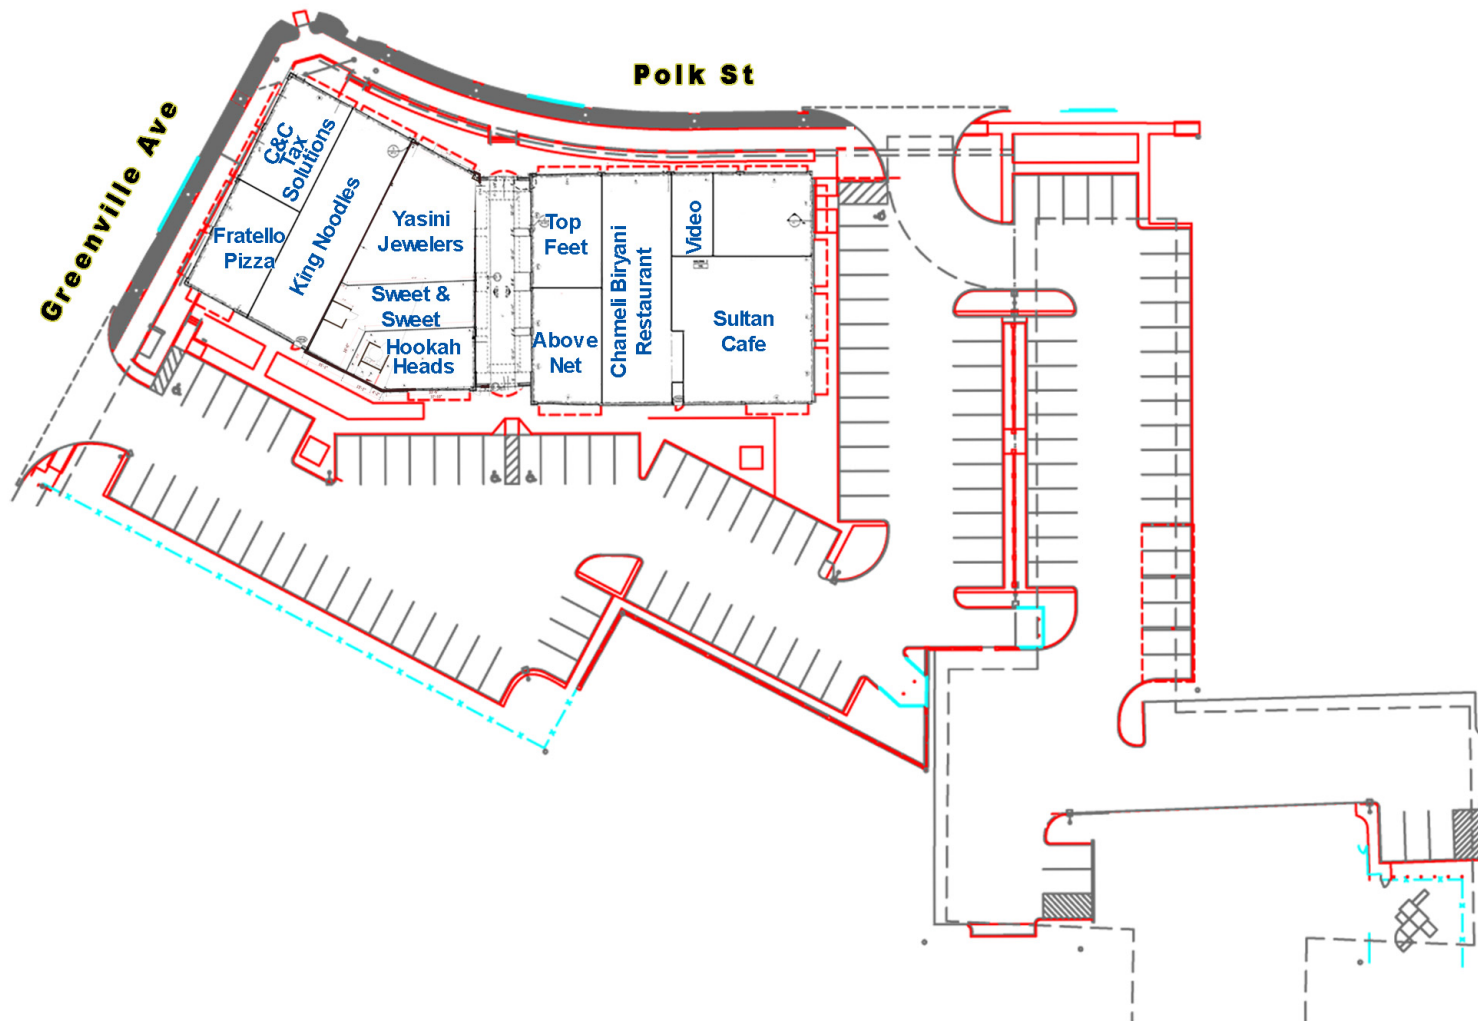 Polk St
Greenville Ave
C&C
Tax
Solutions
Fratello
Pizza
King Noodles
Yasini
Jewelers
Sweet &
Sweet
Hookah
Heads
Top
Feet
Above
Net
Chameli Biryani
Restaurant
Video
Sultan
Cafe